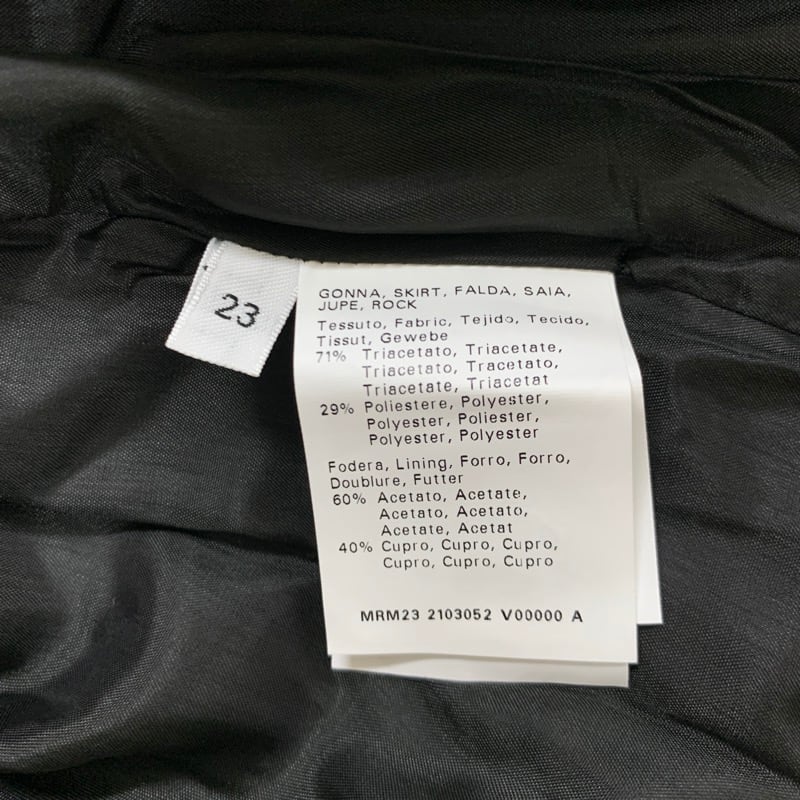 23
GONNA, SKIRT, FALDA, SAIA,
JUPE, ROCK
Tessuto, Fabric, Tejido, Tecido,
Tissut, Gewebe
71% Triacetato, Triacetate,
Triacetato, Tracetato,
Triacetate, Triacetat
29% Poliestere, Polyester,
Polyester, Poliester,
Polyester, Polyester
Fodera, Lining, Forro, Forro,
Doublure, Futter
60% Acetato, Acetate,
Acetato, Acetato,
Acetate, Acetat
40% Cupro, Cupro, Cupro,
Cupro, Cupro, Cupro
MRM23 2103052 V00000 A